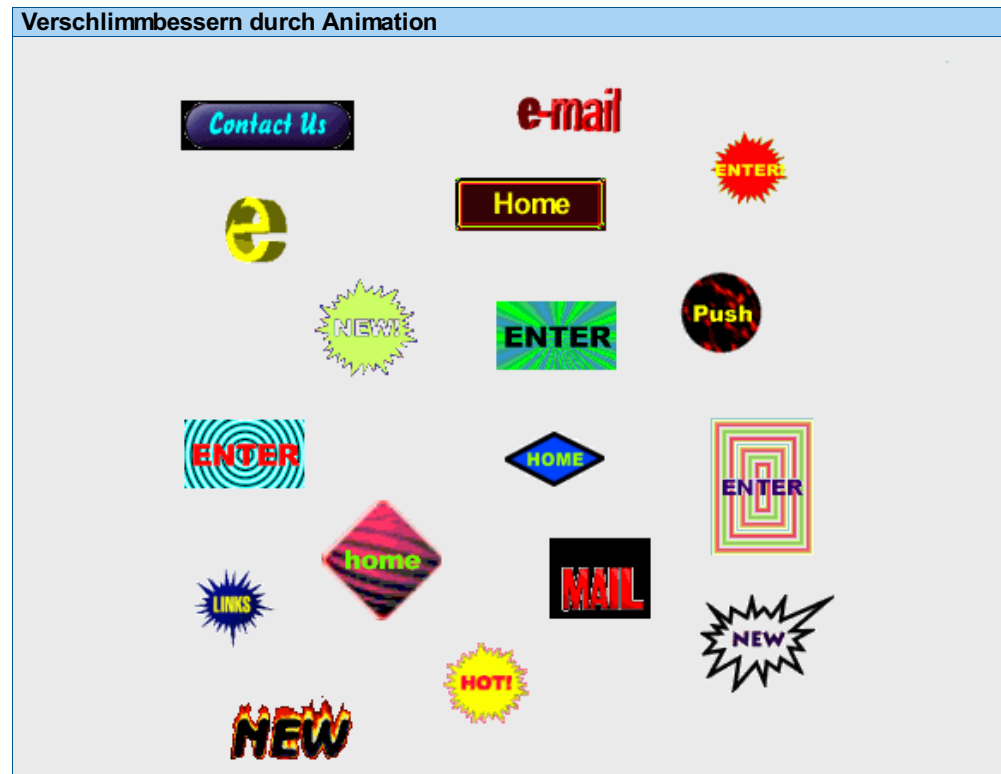 Verschlimmbessern durch Animation
Contact Us
e-mail
ENTER!
e
Home
NEW!
ENTER
Push
ENTER
HOME
ENTER
home
MAIL
LINKS
NEW
HOT!
NEW